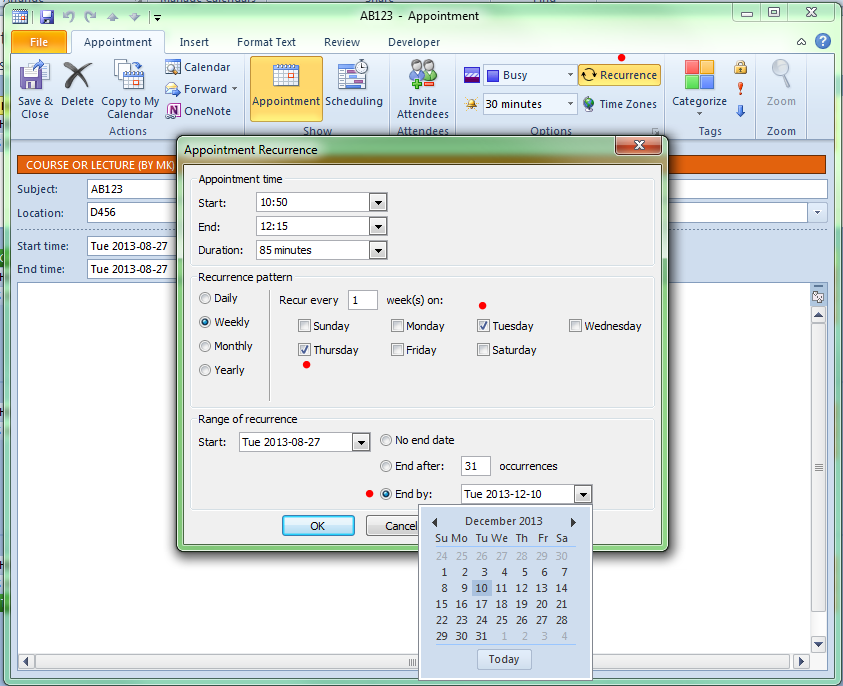 AB123 - Appointment
File Appointment Insert Format Text Review Developer
Save & Close
Delete
Copy to My Calendar
Calendar
Forward
OneNote
Actions
Appointment
Scheduling
Show
Invite Attendees
Attendees
Busy
Recurrence
30 minutes
Time Zones
Options
Categorize
Tags
Zoom
Zoom
COURSE OR LECTURE (BY MK)
Subject: AB123
Location: D456
Start time: Tue 2013-08-27
End time: Tue 2013-08-27
Appointment Recurrence
Appointment time
Start: 10:50
End: 12:15
Duration: 85 minutes
Recurrence pattern
Daily
Weekly
Monthly
Yearly
Recur every 1 week(s) on:
Sunday Monday Tuesday Wednesday
Thursday Friday Saturday
Range of recurrence
Start: Tue 2013-08-27
No end date
End after: 31 occurrences
End by: Tue 2013-12-10
OK Cancel
December 2013
Su Mo Tu We Th Fr Sa
24 25 26 27 28 29 30
1 2 3 4 5 6 7
8 9 10 11 12 13 14
15 16 17 18 19 20 21
22 23 24 25 26 27 28
29 30 31 1 2 3 4
Today